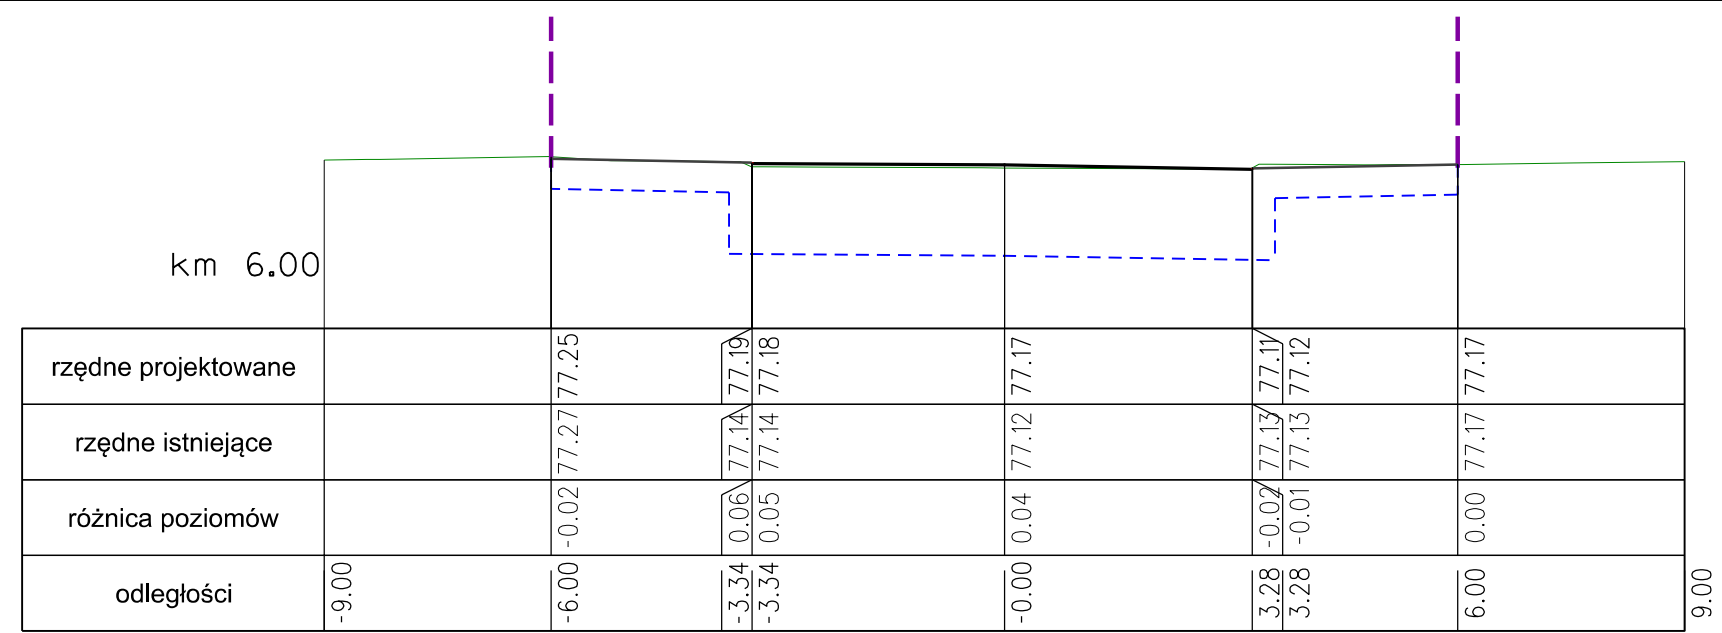 km 6.00
rzędne projektowane 77.25 77.19 77.18 77.17 77.11 77.12 77.17
rzędne istniejące 77.27 77.14 77.14 77.12 77.13 77.13 77.17
różnica poziomów -0.02 0.06 0.05 0.04 -0.02 -0.01 0.00
odległości -9.00 -6.00 -3.34 -3.34 -0.00 3.28 3.28 6.00 9.00